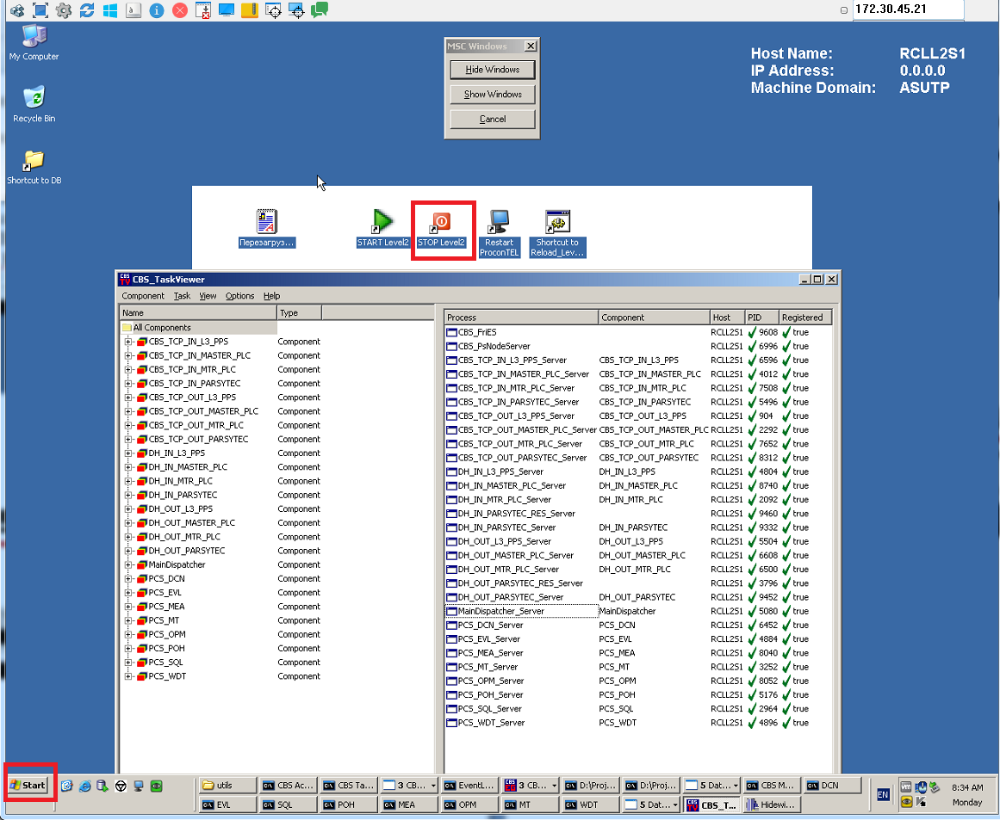 172.30.45.21
My Computer
Recycle Bin
Shortcut to DB
MSC Windows
Hide Windows
Show Windows
Cancel
Host Name: RCLL2S1
IP Address: 0.0.0.0
Machine Domain: ASUTP
Перезагруз...
START Level2
STOP Level2
Restart
ProconTEL
Shortcut to
Reload_Lev...
CBS TV CBS_TaskViewer
Component Task View Options Help
Name Type
All Components
CBS_TCP_IN_L3_PPS Component
CBS_TCP_IN_MASTER_PLC Component
CBS_TCP_IN_MTR_PLC Component
CBS_TCP_IN_PARSYTEC Component
CBS_TCP_OUT_L3_PPS Component
CBS_TCP_OUT_MASTER_PLC Component
CBS_TCP_OUT_MTR_PLC Component
CBS_TCP_OUT_PARSYTEC Component
DH_IN_L3_PPS Component
DH_IN_MASTER_PLC Component
DH_IN_MTR_PLC Component
DH_IN_PARSYTEC Component
DH_OUT_L3_PPS Component
DH_OUT_MASTER_PLC Component
DH_OUT_MTR_PLC Component
DH_OUT_PARSYTEC Component
MainDispatcher Component
PCS_DCN Component
PCS_EVL Component
PCS_MEA Component
PCS_MT Component
PCS_OPM Component
PCS_POH Component
PCS_SQL Component
PCS_WDT Component
Process Component Host PID Registered
CBS_FriES RCLL2S1 9608 true
CBS_PsNodeServer RCLL2S1 6996 true
CBS_TCP_IN_L3_PPS_Server CBS_TCP_IN_L3_PPS RCLL2S1 6596 true
CBS_TCP_IN_MASTER_PLC_Server CBS_TCP_IN_MASTER_PLC RCLL2S1 4012 true
CBS_TCP_IN_MTR_PLC_Server CBS_TCP_IN_MTR_PLC RCLL2S1 7508 true
CBS_TCP_IN_PARSYTEC_Server CBS_TCP_IN_PARSYTEC RCLL2S1 5496 true
CBS_TCP_OUT_L3_PPS_Server CBS_TCP_OUT_L3_PPS RCLL2S1 904 true
CBS_TCP_OUT_MASTER_PLC_Server CBS_TCP_OUT_MASTER_PLC RCLL2S1 2292 true
CBS_TCP_OUT_MTR_PLC_Server CBS_TCP_OUT_MTR_PLC RCLL2S1 7652 true
CBS_TCP_OUT_PARSYTEC_Server CBS_TCP_OUT_PARSYTEC RCLL2S1 8312 true
DH_IN_L3_PPS_Server DH_IN_L3_PPS RCLL2S1 4804 true
DH_IN_MASTER_PLC_Server DH_IN_MASTER_PLC RCLL2S1 8740 true
DH_IN_MTR_PLC_Server DH_IN_MTR_PLC RCLL2S1 2092 true
DH_IN_PARSYTEC_RES_Server RCLL2S1 9460 true
DH_IN_PARSYTEC_Server DH_IN_PARSYTEC RCLL2S1 9332 true
DH_OUT_L3_PPS_Server DH_OUT_L3_PPS RCLL2S1 5504 true
DH_OUT_MASTER_PLC_Server DH_OUT_MASTER_PLC RCLL2S1 6608 true
DH_OUT_MTR_PLC_Server DH_OUT_MTR_PLC RCLL2S1 6500 true
DH_OUT_PARSYTEC_RES_Server RCLL2S1 3796 true
DH_OUT_PARSYTEC_Server DH_OUT_PARSYTEC RCLL2S1 9452 true
MainDispatcher_Server MainDispatcher RCLL2S1 5080 true
PCS_DCN_Server PCS_DCN RCLL2S1 6452 true
PCS_EVL_Server PCS_EVL RCLL2S1 4884 true
PCS_MEA_Server PCS_MEA RCLL2S1 8040 true
PCS_MT_Server PCS_MT RCLL2S1 3252 true
PCS_OPM_Server PCS_OPM RCLL2S1 8052 true
PCS_POH_Server PCS_POH RCLL2S1 5176 true
PCS_SQL_Server PCS_SQL RCLL2S1 2964 true
PCS_WDT_Server PCS_WDT RCLL2S1 4896 true
Start
utils CBS Ac... CBS Ta... 3 CB... EventL... 3 CB... D:\Proj... D:\Proj... 5 Dat... CBS M... DCN
EVL SQL POH MEA OPM MT WDT 5 Dat... CBS_T... Hidewi...
EN
8:34 AM
Monday